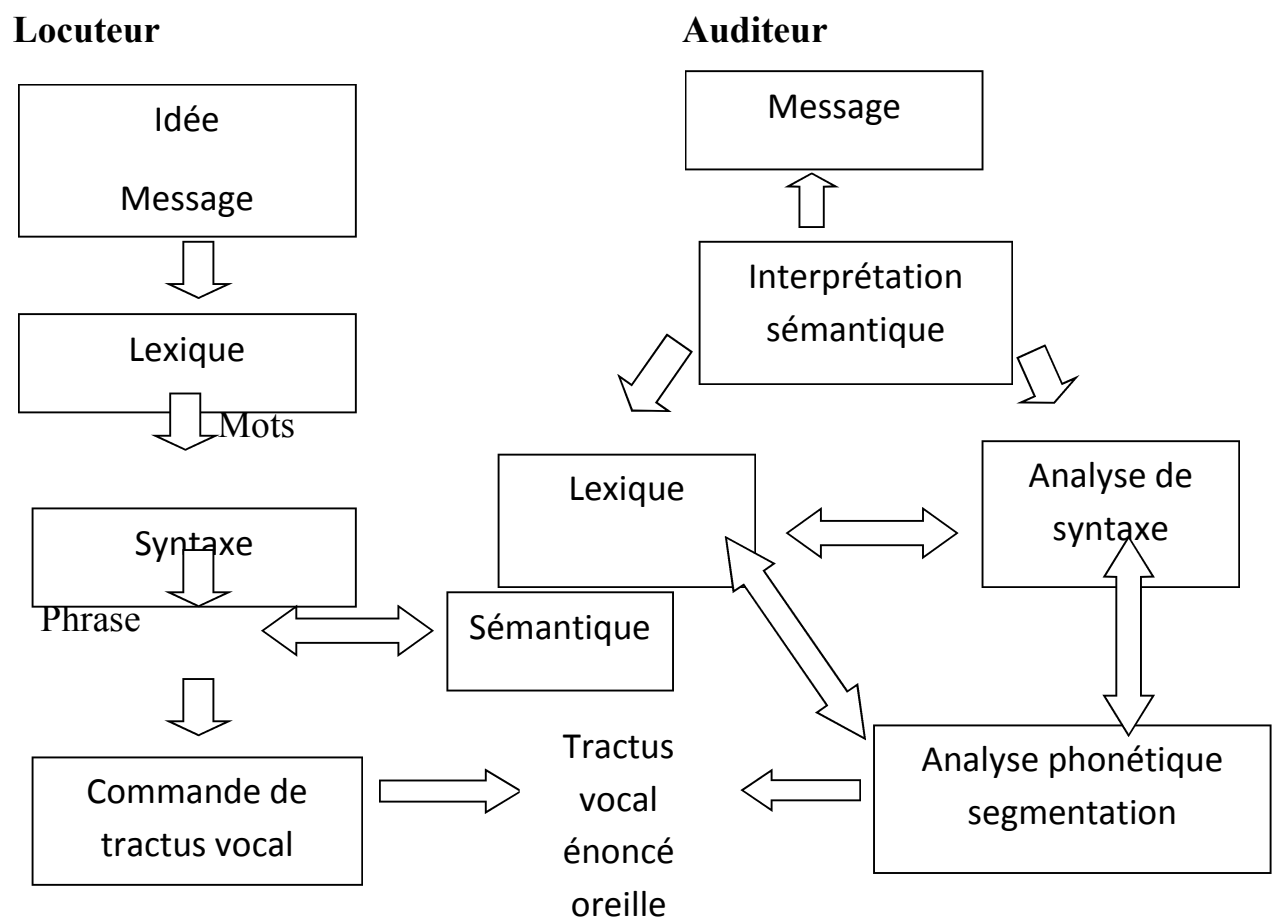 Locuteur
Auditeur
Idée
Message
Lexique
Mots
Syntaxe
Phrase
Commande de
tractus vocal
Message
Interprétation
sémantique
Lexique
Analyse de
syntaxe
Sémantique
Tractus
vocal
énoncé
oreille
Analyse phonétique
segmentation